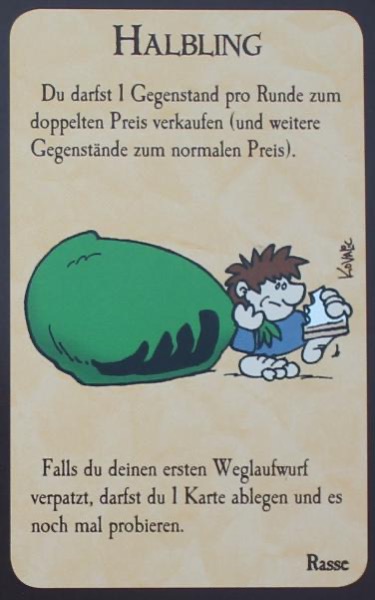 HALBLING
Du darfst 1 Gegenstand pro Runde zum
doppelten Preis verkaufen (und weitere
Gegenstände zum normalen Preis).
KOVALIC
Falls du deinen ersten Weglaufwurf
verpatzt, darfst du 1 Karte ablegen und es
noch mal probieren.
Rasse